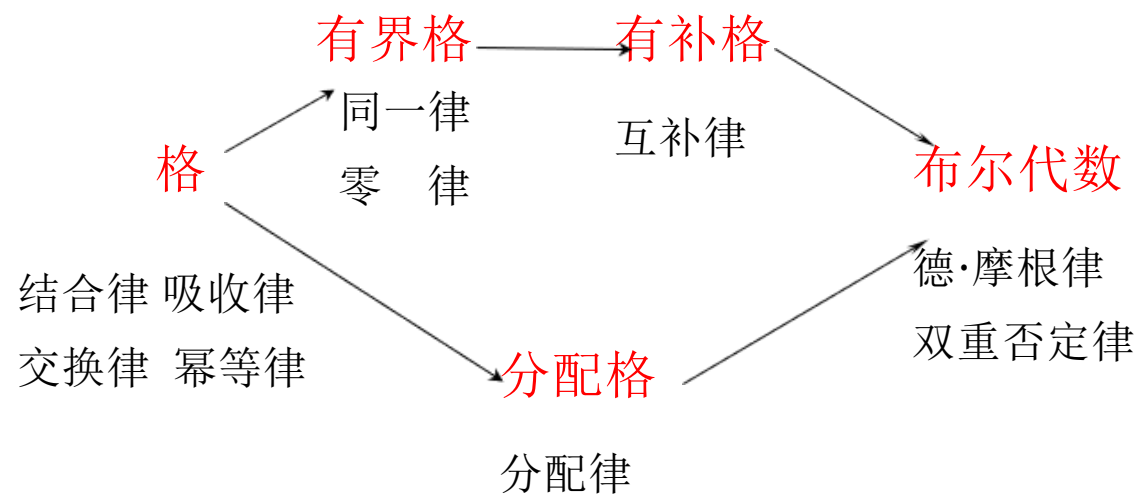 有界格
有补格
同一律
互补律
零 律
格
布尔代数
结合律 吸收律
交换律 幂等律
德·摩根律
双重否定律
分配格
分配律